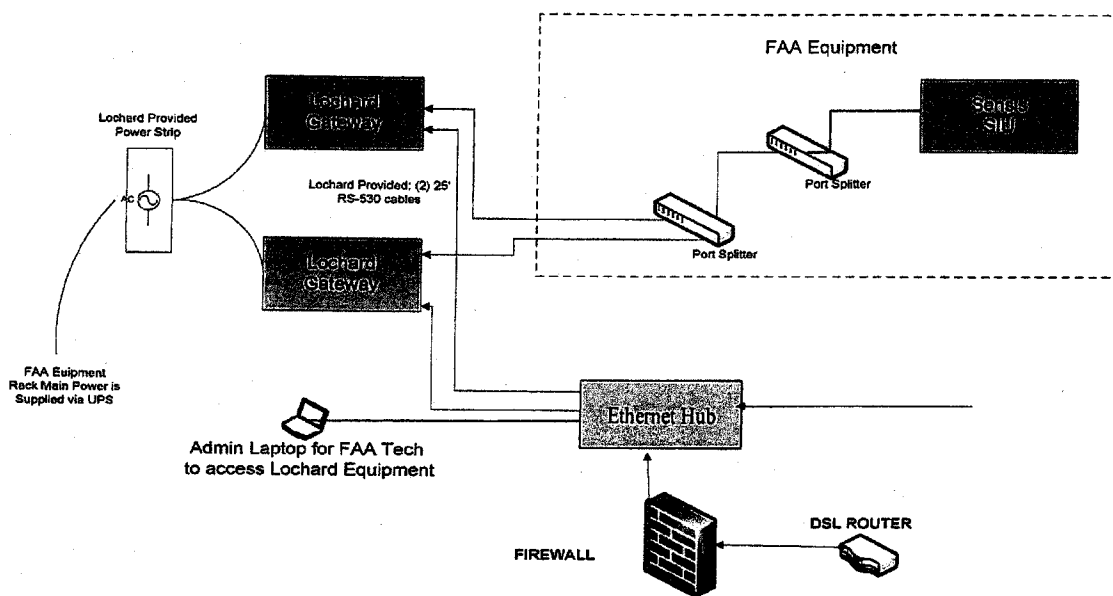 FAA Equipment
Lochard
Gateway
Sensis
SIU
Lochard Provided
Power Strip
Port Splitter
AC
Lochard Provided: (2) 25'
RS-530 cables
Port Splitter
Lochard
Gateway
FAA Euipment
Rack Main Power is
Supplied via UPS
Ethernet Hub
Admin Laptop for FAA Tech
to access Lochard Equipment
DSL ROUTER
FIREWALL